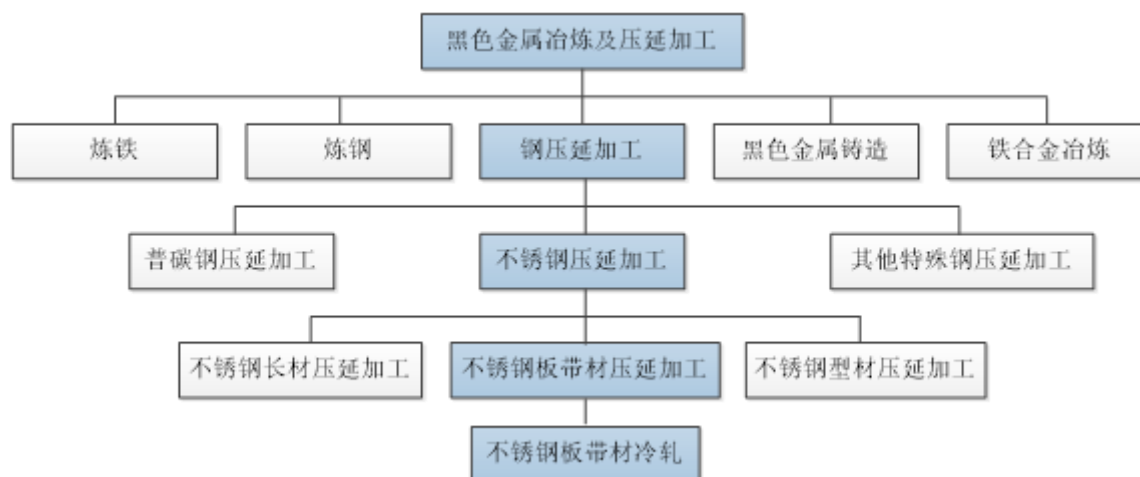 黑色金属冶炼及压延加工
炼铁
炼钢
钢压延加工
黑色金属铸造
铁合金冶炼
普碳钢压延加工
不锈钢压延加工
其他特殊钢压延加工
不锈钢长材压延加工
不锈钢板带材压延加工
不锈钢型材压延加工
不锈钢板带材冷轧